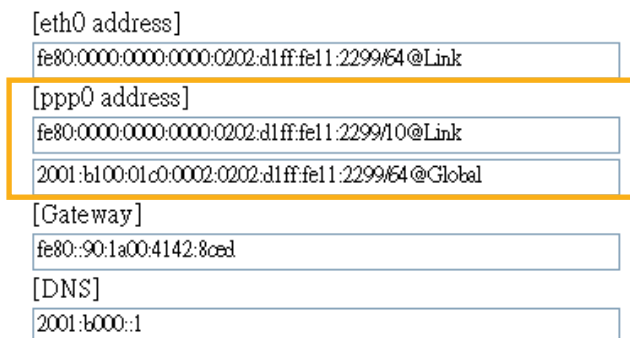 [eth0 address]
fe80:0000:0000:0000:0202:d1ff:fe11:2299/64@Link
[ppp0 address]
fe80:0000:0000:0000:0202:d1ff:fe11:2299/10@Link
2001:b100:01c0:0002:0202:d1ff:fe11:2299/64@Global
[Gateway]
fe80::90:1a00:4142:8ced
[DNS]
2001:b000::1